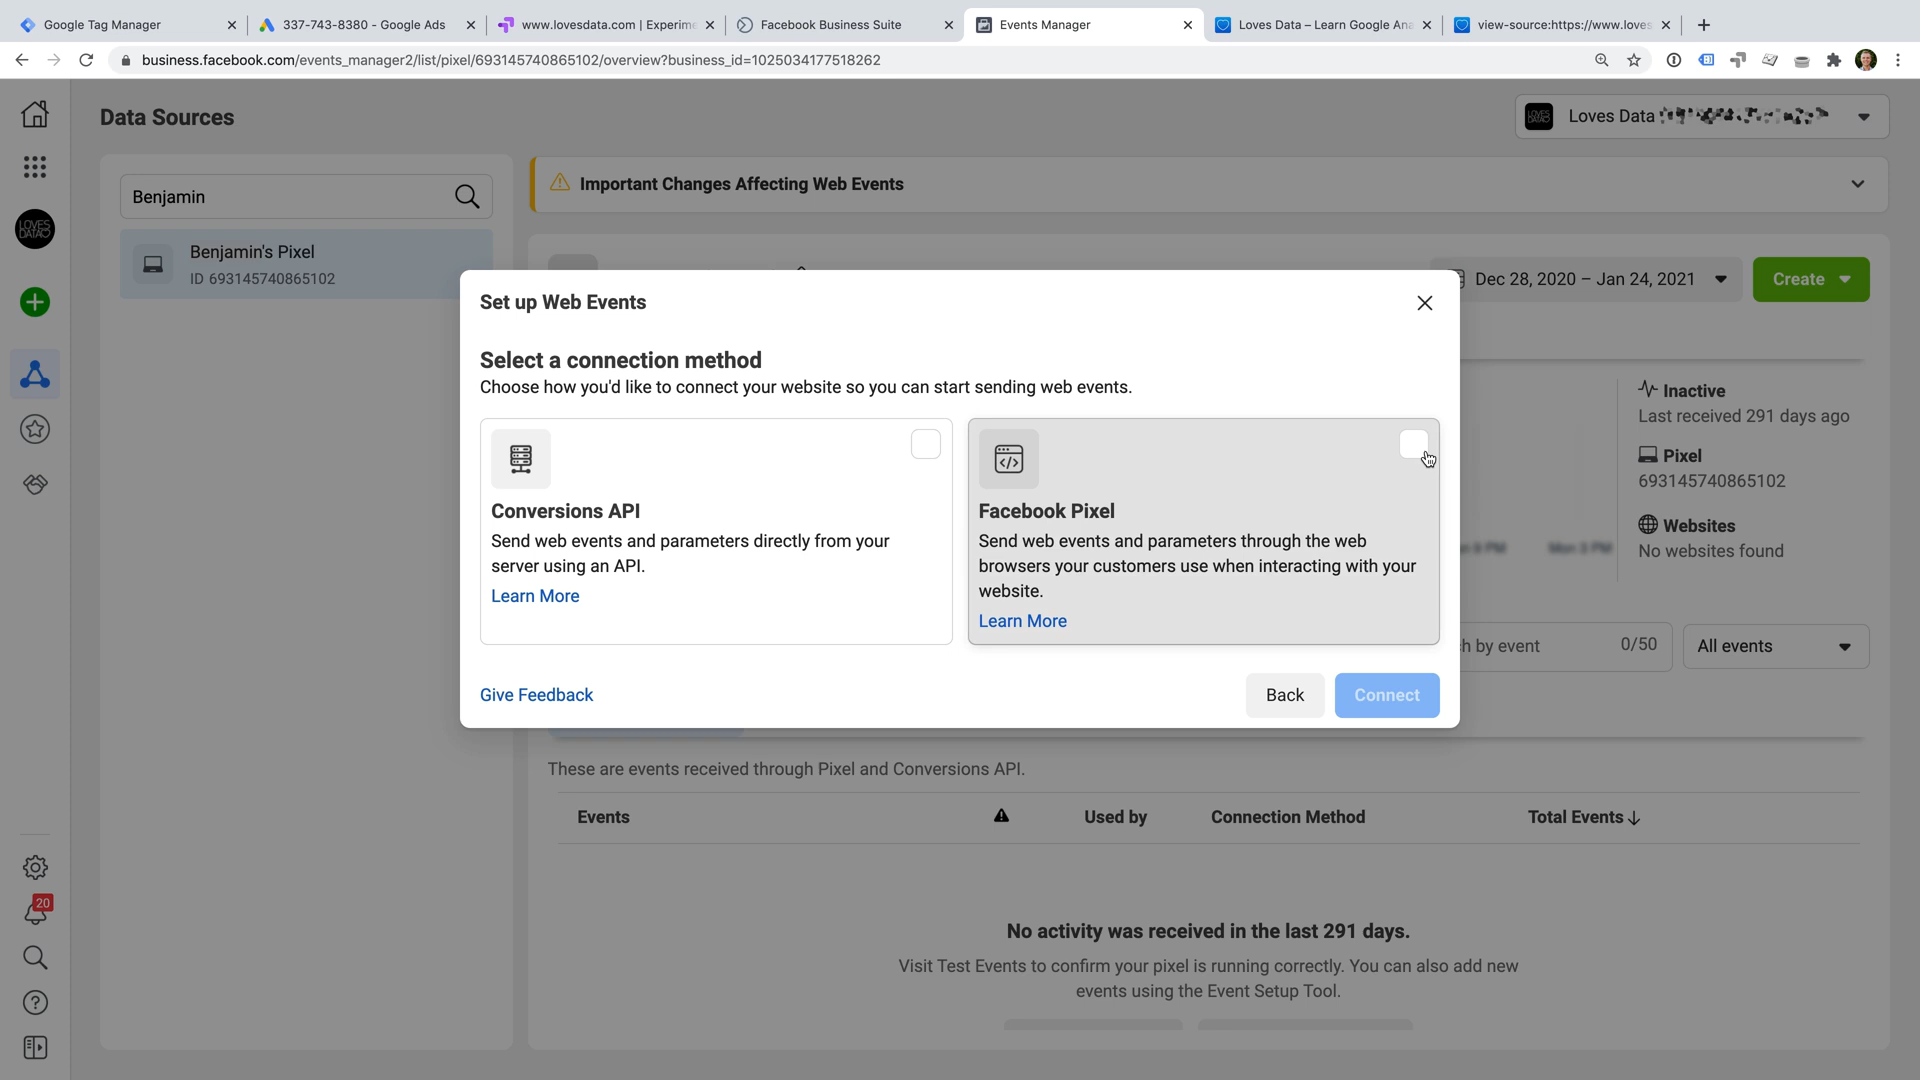 Google Tag Manager
337-743-8380 - Google Ads
www.lovesdata.com | Experime
Facebook Business Suite
Events Manager
Loves Data – Learn Google Ana
view-source:https://www.loves
business.facebook.com/events_manager2/list/pixel/693145740865102/overview?business_id=1025034177518262
Data Sources
LOVES DATA
Loves Data
Benjamin
Important Changes Affecting Web Events
LOVES DATA
Benjamin's Pixel
ID 693145740865102
Dec 28, 2020 – Jan 24, 2021
Create
Set up Web Events
Select a connection method
Choose how you'd like to connect your website so you can start sending web events.
Conversions API
Send web events and parameters directly from your
server using an API.
Learn More
Facebook Pixel
Send web events and parameters through the web
browsers your customers use when interacting with your
website.
Learn More
Give Feedback
Back
Connect
Inactive
Last received 291 days ago
Pixel
693145740865102
Websites
No websites found
h by event
0/50
All events
These are events received through Pixel and Conversions API.
Events
Used by
Connection Method
Total Events
No activity was received in the last 291 days.
Visit Test Events to confirm your pixel is running correctly. You can also add new
events using the Event Setup Tool.
20